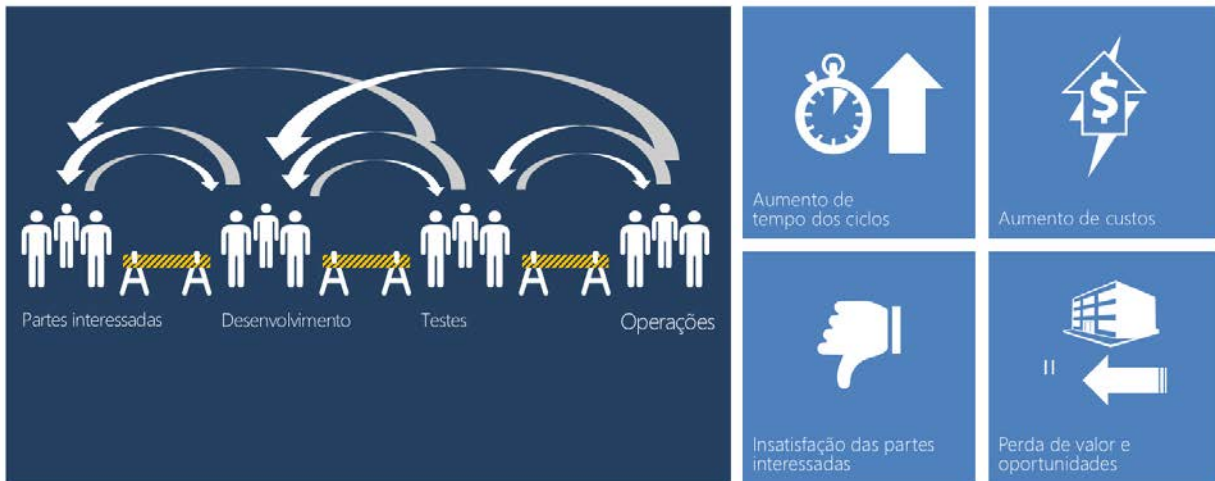 Partes interessadas
Desenvolvimento
Testes
Operações
Aumento de
tempo dos ciclos
$
Aumento de custos
Insatisfação das partes
interessadas
Perda de valor e
oportunidades